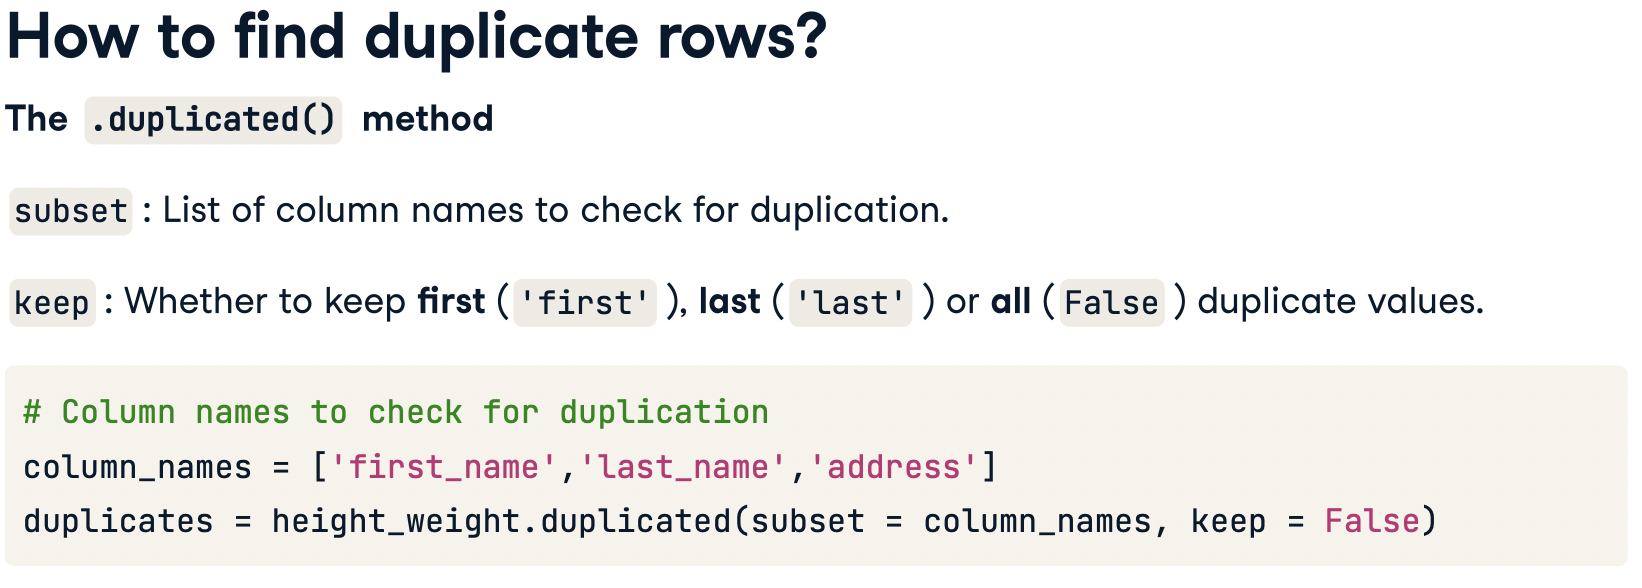 How to find duplicate rows?
The .duplicated() method
subset : List of column names to check for duplication.
keep : Whether to keep first ( 'first' ), last ( 'last' ) or all ( False ) duplicate values.
# Column names to check for duplication
column_names = ['first_name','last_name','address']
duplicates = height_weight.duplicated(subset = column_names, keep = False)